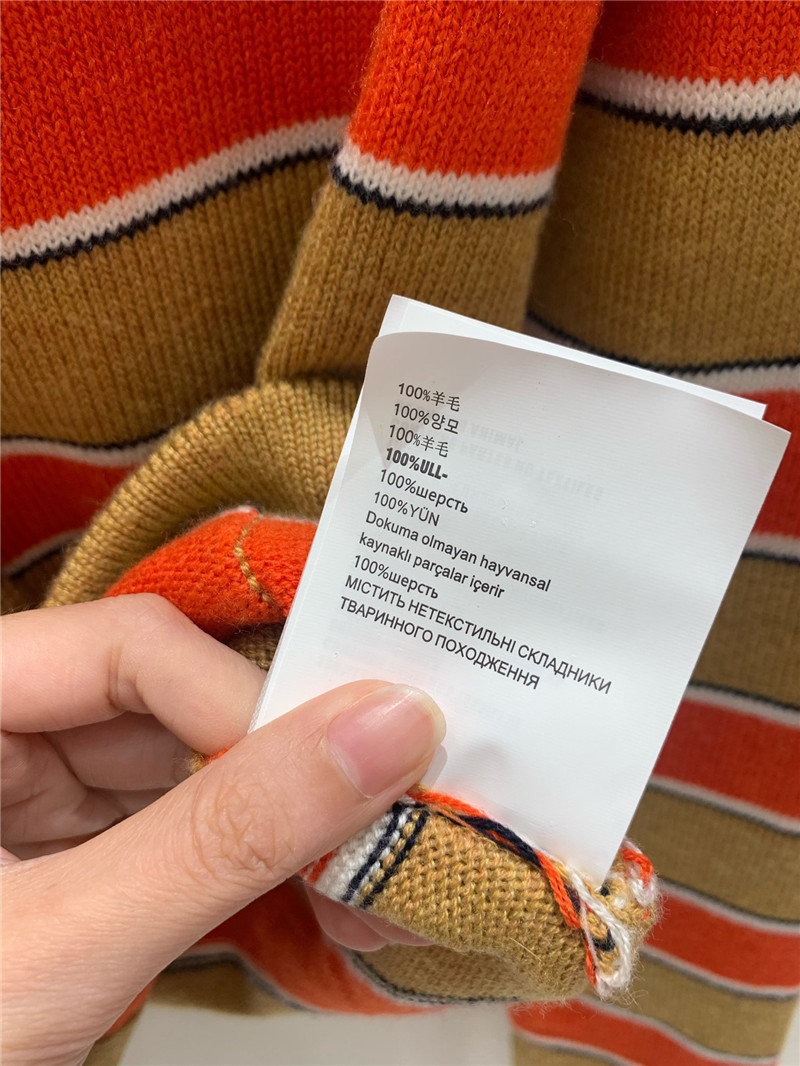 100%羊毛
100%양모
100%羊毛
100%ULL-
100%шерсть
100%YÜN
Dokuma olmayan hayvansal
kaynaklı parçalar içerir
100%шерсть
МІСТИТЬ НЕТЕКСТИЛЬНІ СКЛАДНИКИ
ТВАРИННОГО ПОХОДЖЕННЯ